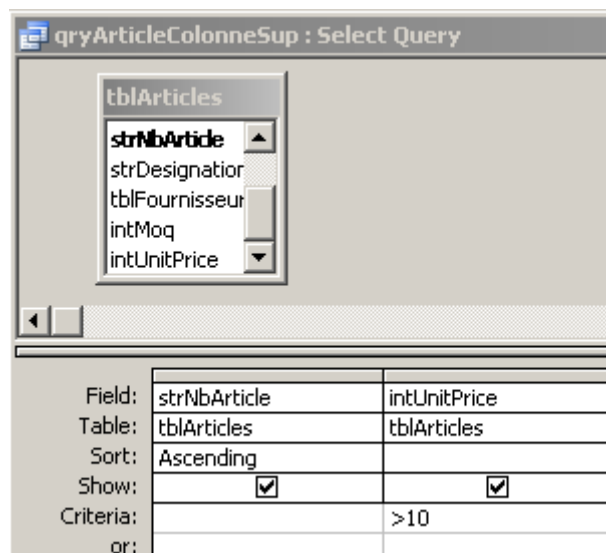 qryArticleColonneSup : Select Query
tblArticles
strNbArticle
strDesignation
tblFournisseur
intMoq
intUnitPrice
Field: strNbArticle intUnitPrice
Table: tblArticles tblArticles
Sort: Ascending
Show:
Criteria: >10
or: